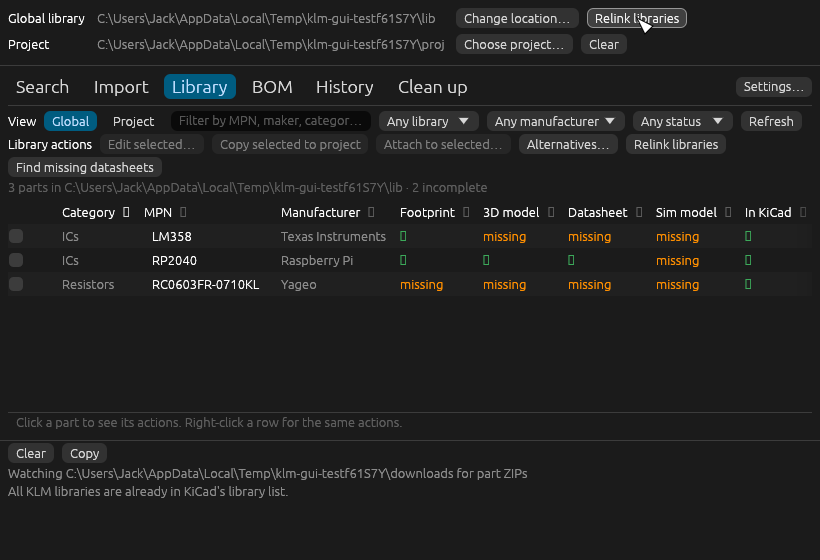 Global library C:\Users\Jack\AppData\Local\Temp\klm-gui-testf61S7Y\lib Change location... Relink libraries
Project C:\Users\Jack\AppData\Local\Temp\klm-gui-testf61S7Y\proj Choose project... Clear
Search Import Library BOM History Clean up Settings...
View Global Project Filter by MPN, maker, categor... Any library Any manufacturer Any status Refresh
Library actions Edit selected... Copy selected to project Attach to selected... Alternatives... Relink libraries
Find missing datasheets
3 parts in C:\Users\Jack\AppData\Local\Temp\klm-gui-testf61S7Y\lib · 2 incomplete
Category MPN Manufacturer Footprint 3D model Datasheet Sim model In KiCad
ICs LM358 Texas Instruments missing missing missing
ICs RP2040 Raspberry Pi missing
Resistors RC0603FR-0710KL Yageo missing missing missing missing
Click a part to see its actions. Right-click a row for the same actions.
Clear Copy
Watching C:\Users\Jack\AppData\Local\Temp\klm-gui-testf61S7Y\downloads for part ZIPs
All KLM libraries are already in KiCad's library list.